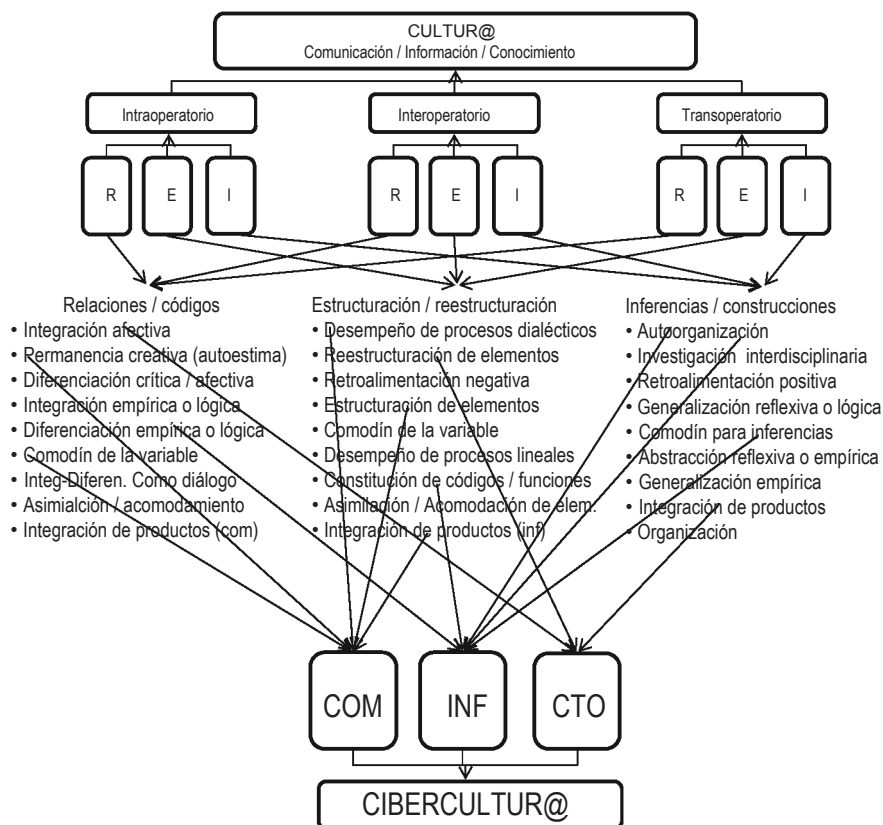 CULTUR@
Comunicación / Información / Conocimiento
Intraoperatorio
Interoperatorio
Transoperatorio
R E I
R E I
R E I
Relaciones / códigos
• Integración afectiva
• Permanencia creativa (autoestima)
• Diferenciación crítica / afectiva
• Integración empírica o lógica
• Diferenciación empírica o lógica
• Comodín de la variable
• Integ-Diferen. Como diálogo
• Asimialción / acomodamiento
• Integración de productos (com)
Estructuración / reestructuración
• Desempeño de procesos dialécticos
• Reestructuración de elementos
• Retroalimentación negativa
• Estructuración de elementos
• Comodín de la variable
• Desempeño de procesos lineales
• Constitución de códigos / funciones
• Asimilación / Acomodación de elem.
• Integración de productos (inf)
Inferencias / construcciones
• Autoorganización
• Investigación interdisciplinaria
• Retroalimentación positiva
• Generalización reflexiva o lógica
• Comodín para inferencias
• Abstracción reflexiva o empírica
• Generalización empírica
• Integración de productos
• Organización
COM
INF
CTO
CIBERCULTUR@